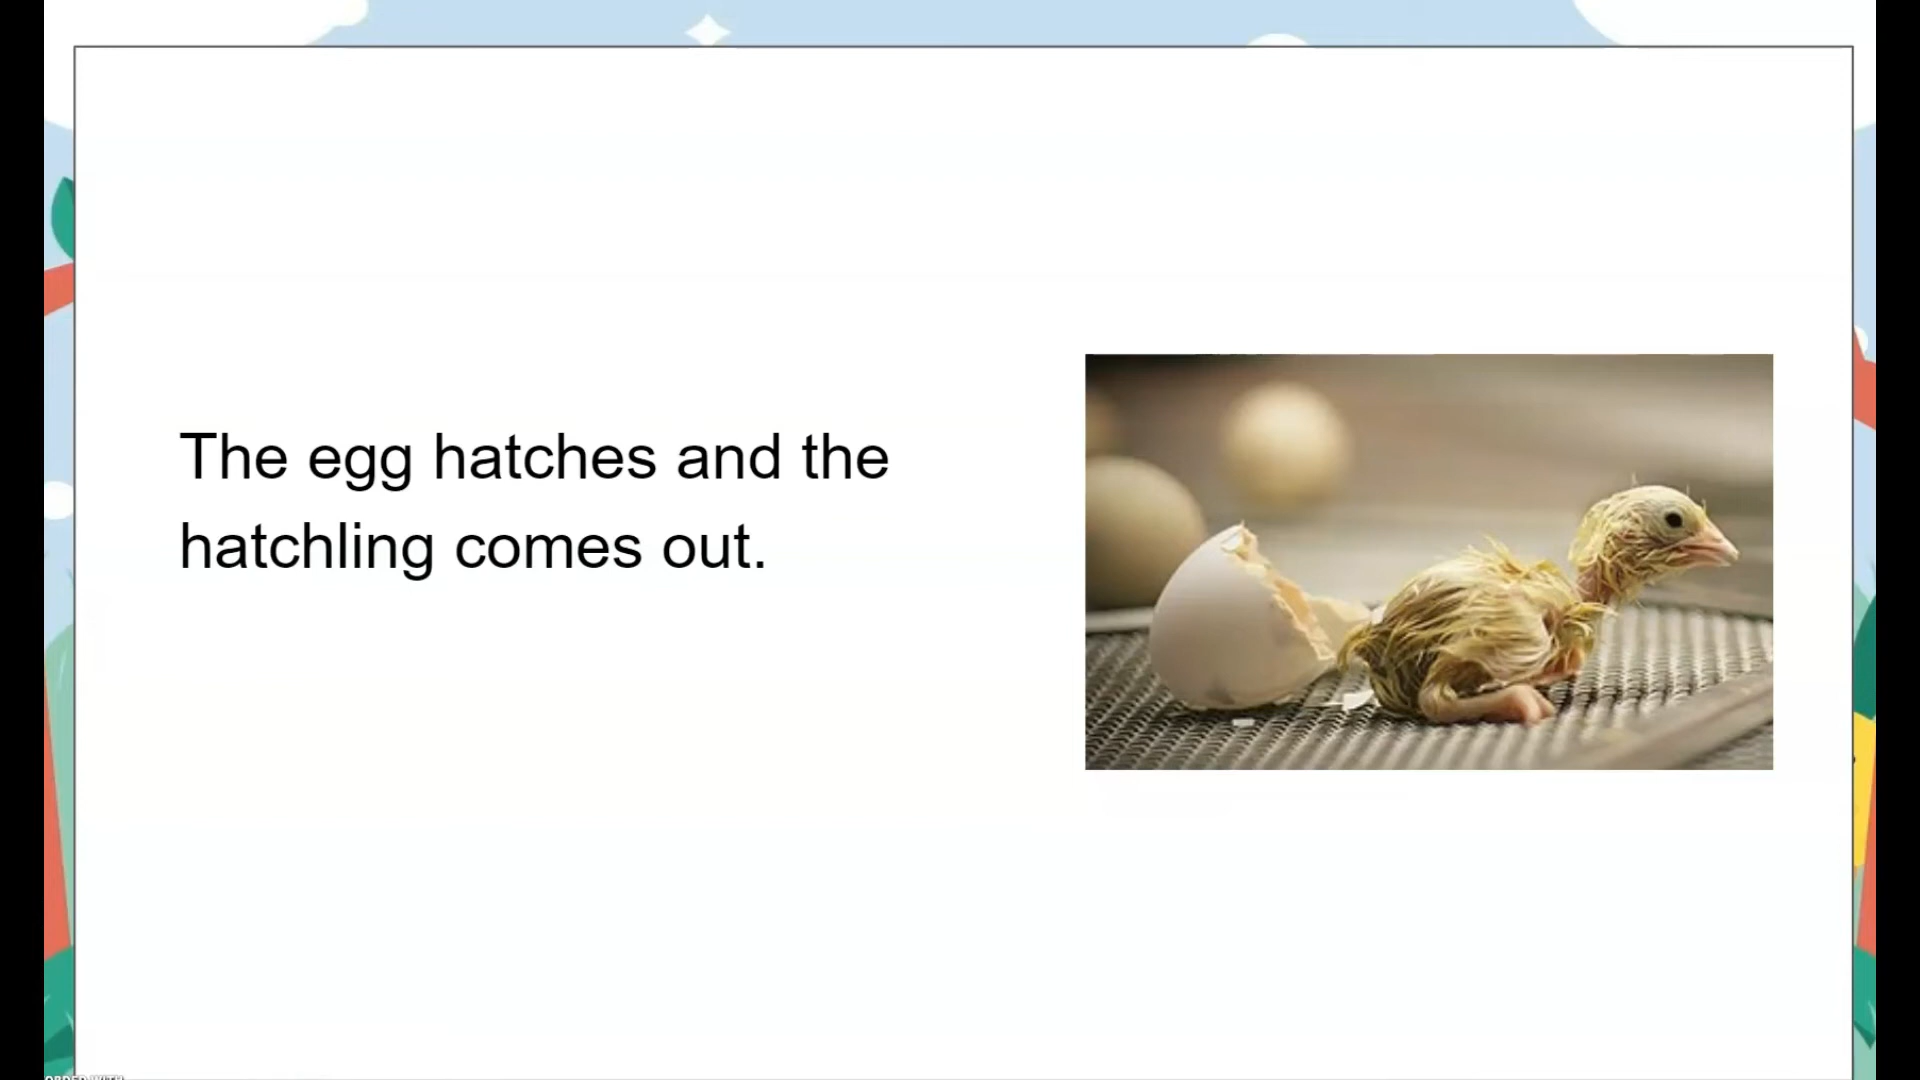 The egg hatches and the
hatchling comes out.